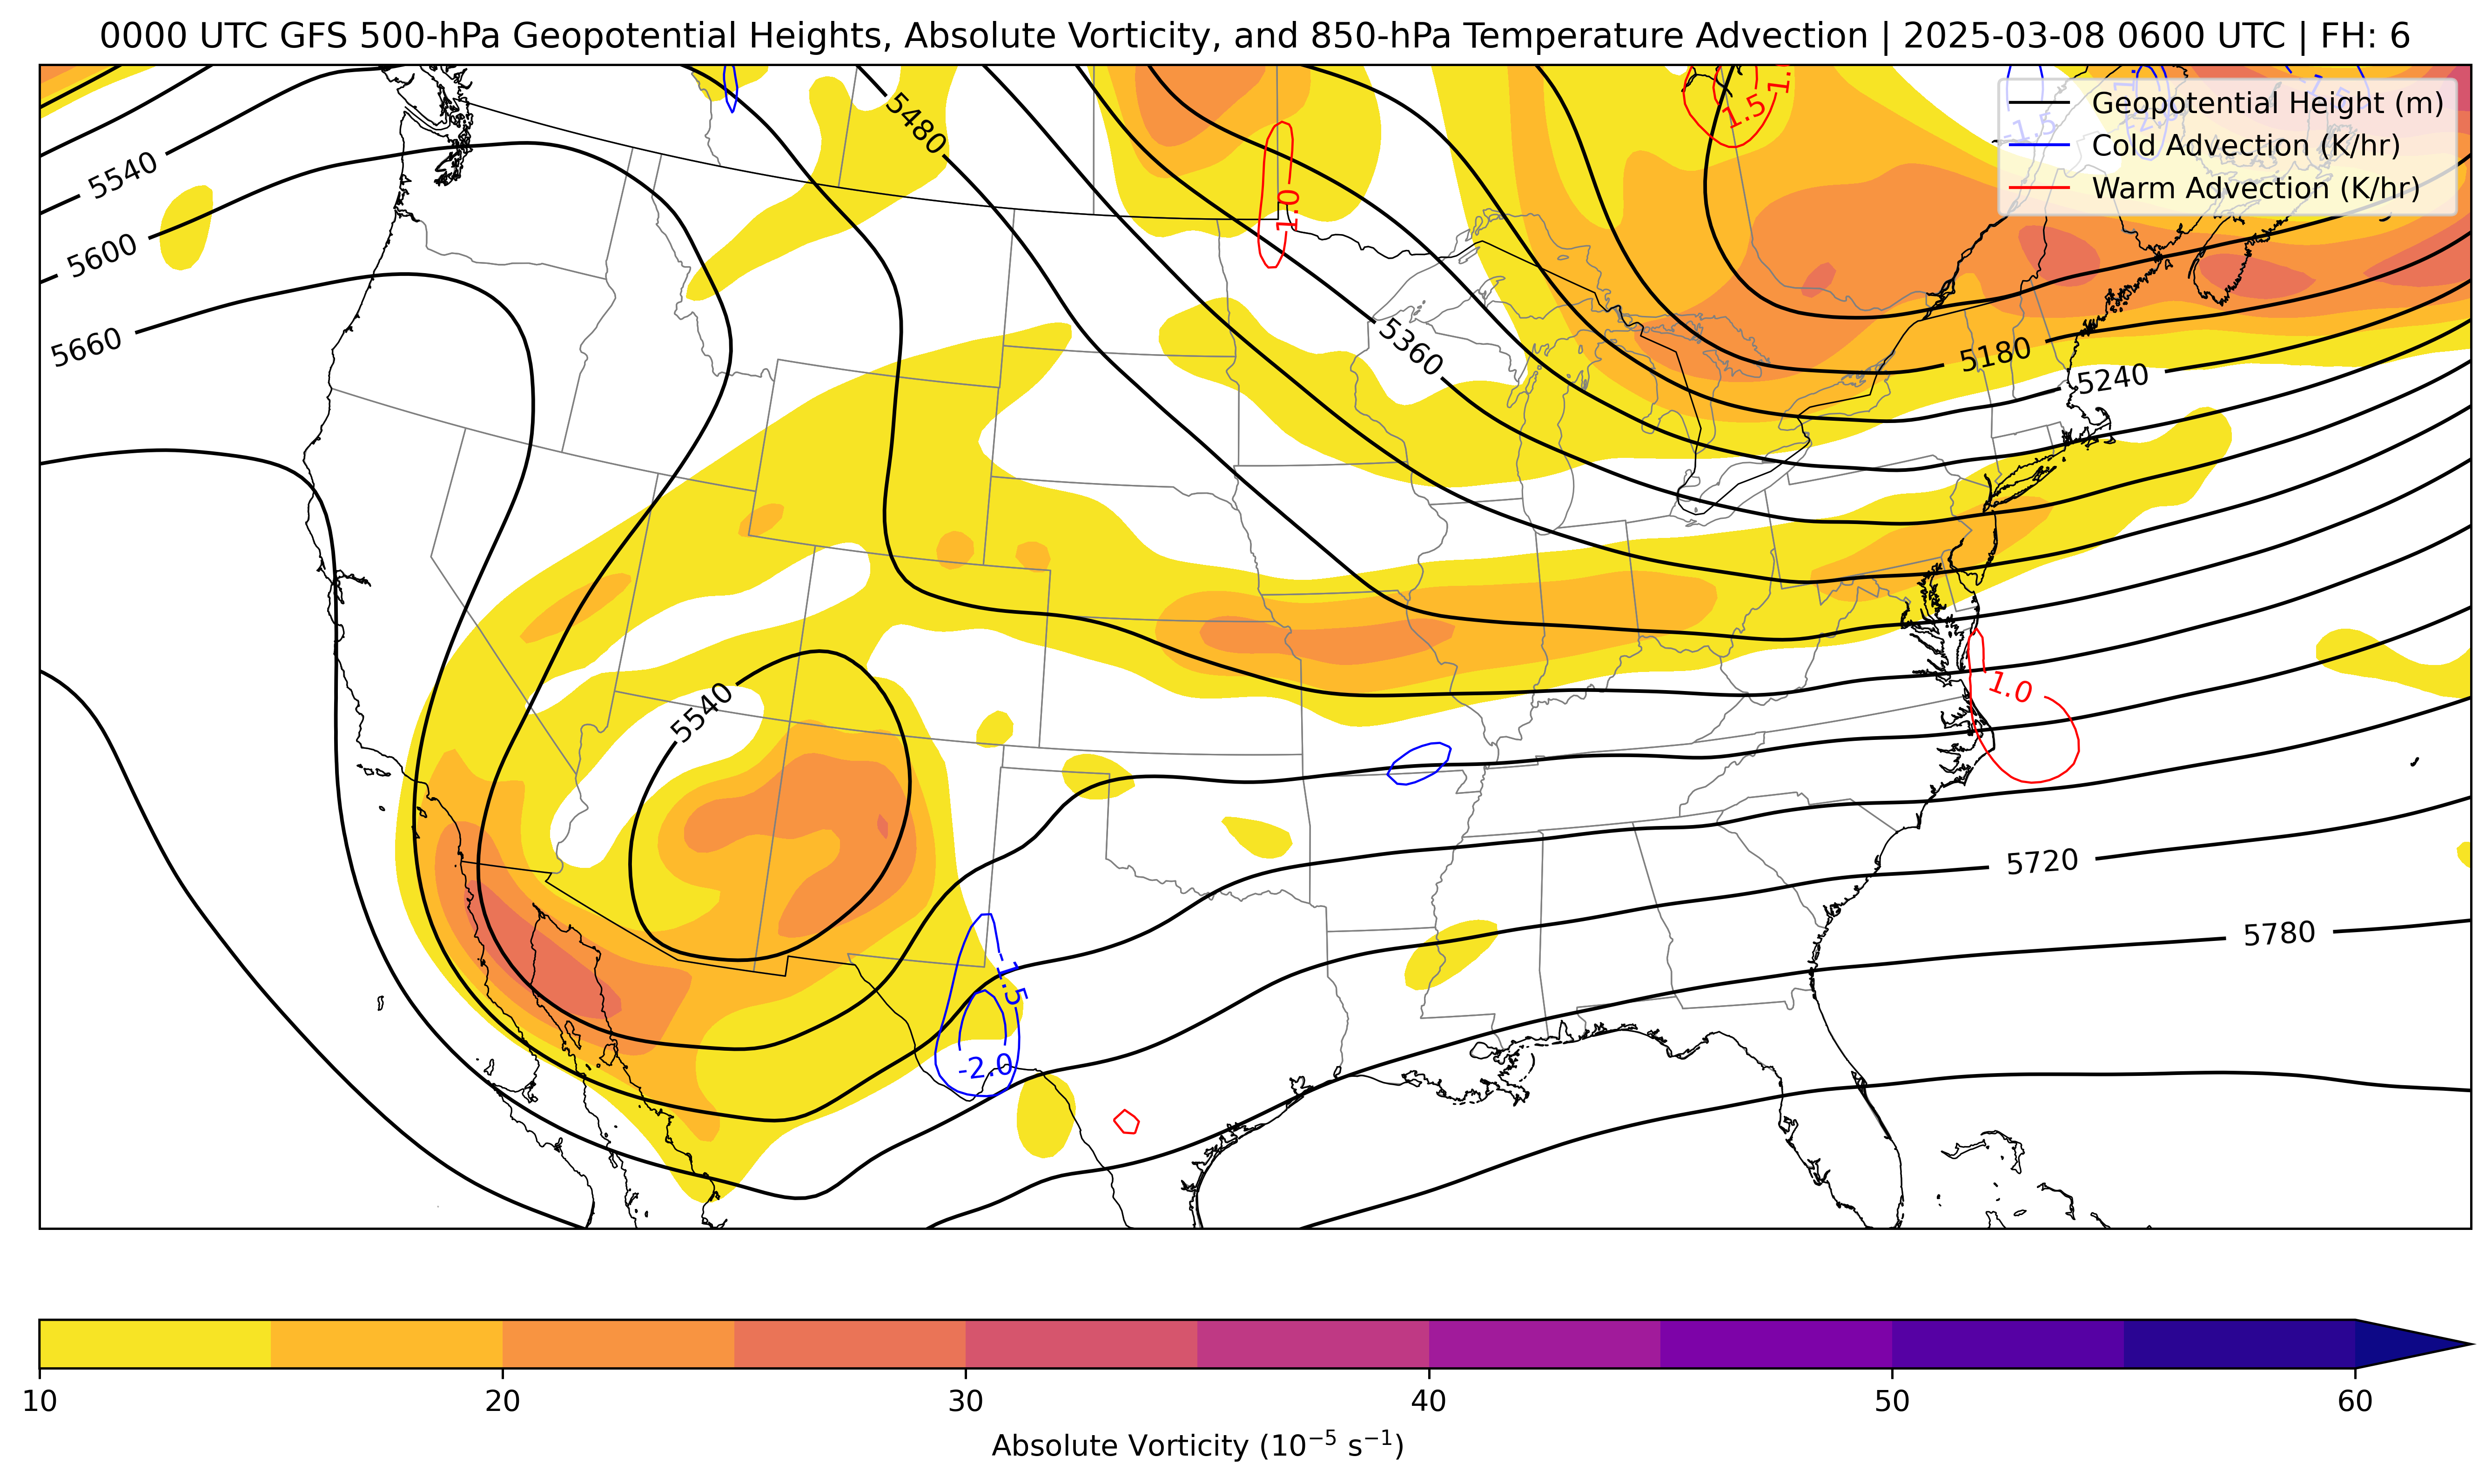 0000 UTC GFS 500-hPa Geopotential Heights, Absolute Vorticity, and 850-hPa Temperature Advection | 2025-03-08 0600 UTC | FH: 6
Geopotential Height (m)
Cold Advection (K/hr)
Warm Advection (K/hr)
5480
1.5
-1.5
5540
1.0
5600
5660
5360
5180
5240
5540
1.0
5720
5780
-1.5
-2.0
10 20 30 40 50 60
Absolute Vorticity (10⁻⁵ s⁻¹)